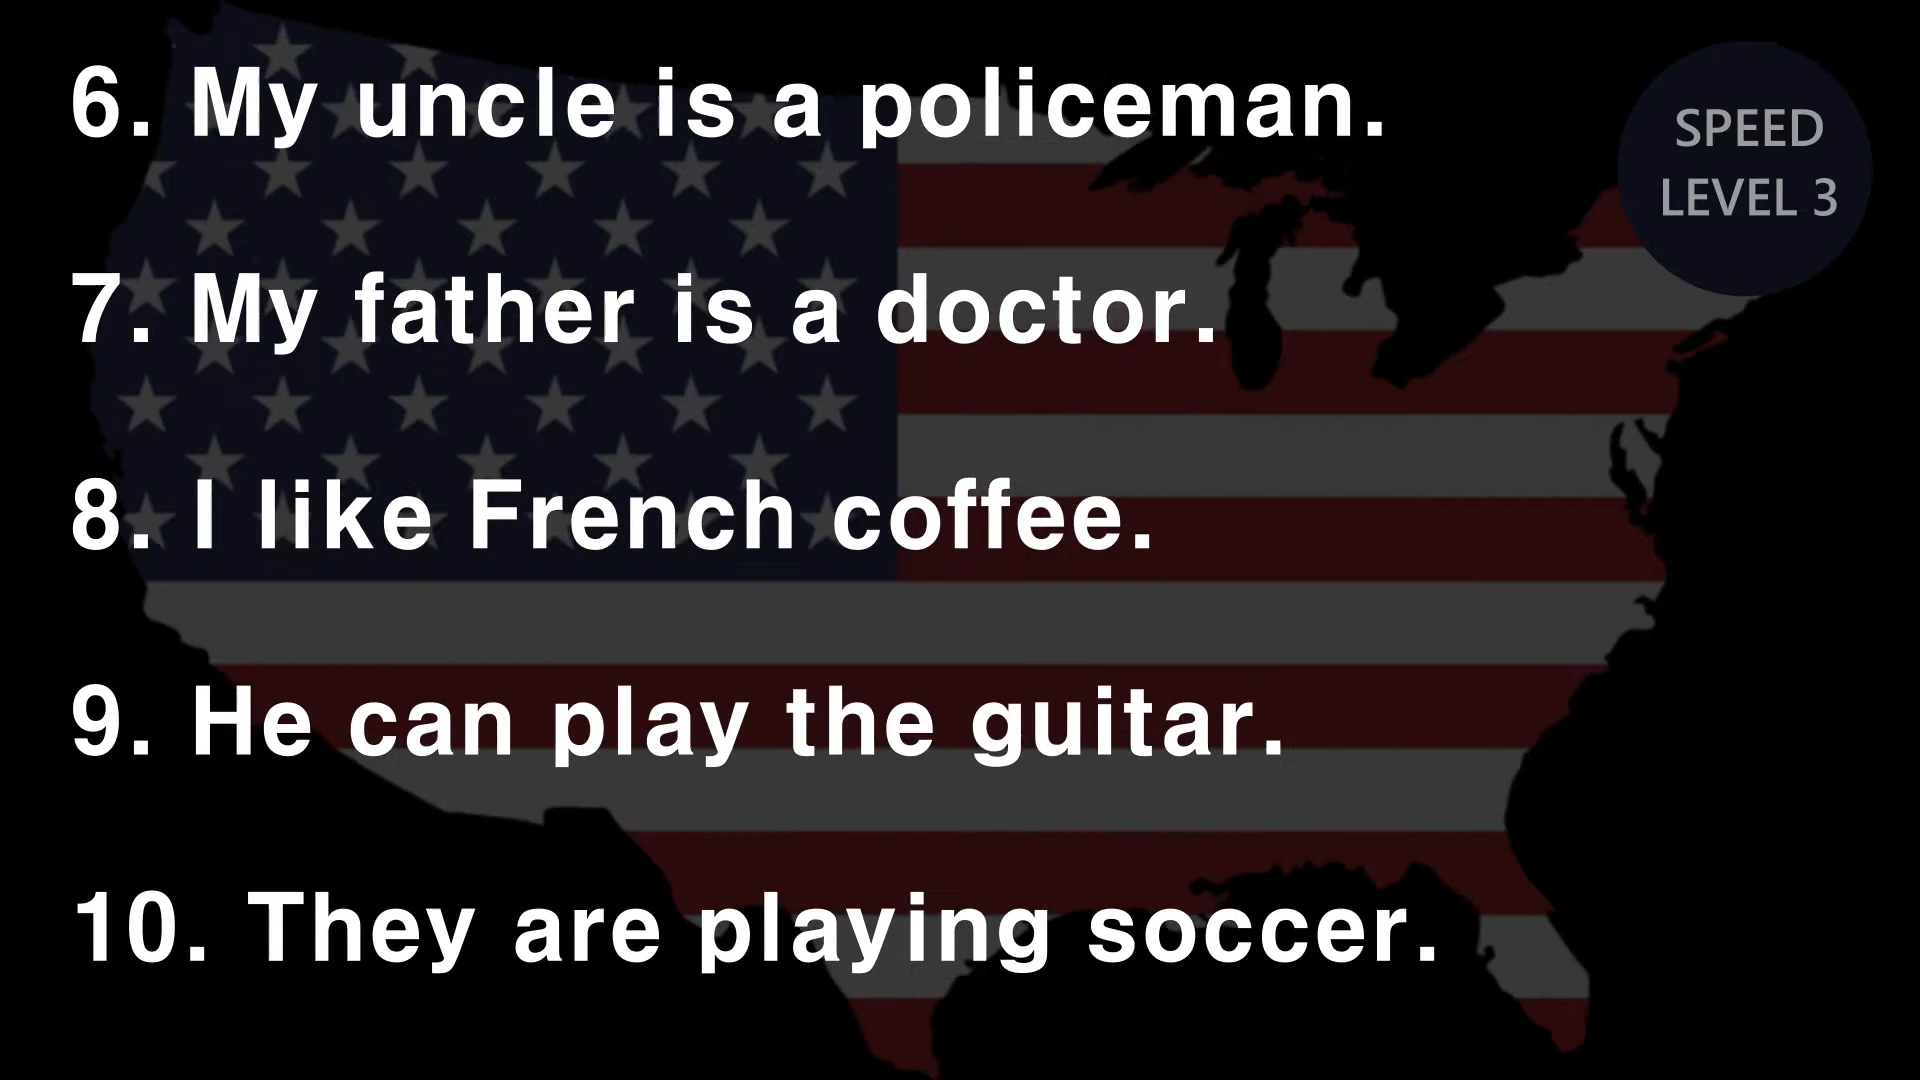 6. My uncle is a policeman.
SPEED
LEVEL 3
7. My father is a doctor.
8. I like French coffee.
9. He can play the guitar.
10. They are playing soccer.